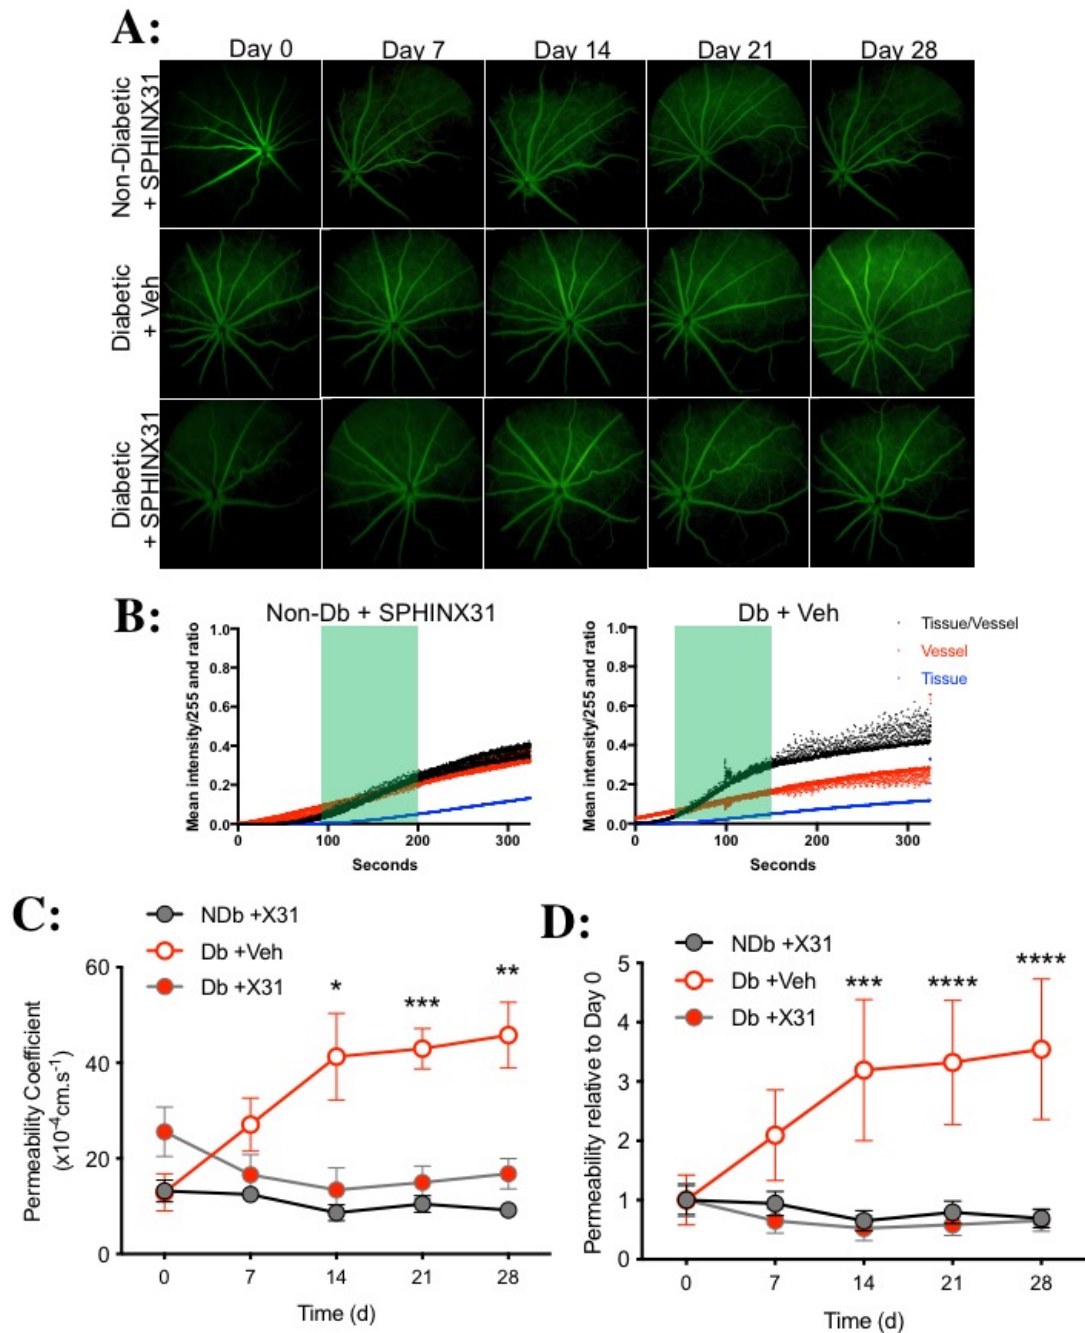 A:
Day 0 Day 7 Day 14 Day 21 Day 28
Non-Diabetic
+ SPHINX31
Diabetic
+ Veh
Diabetic
+ SPHINX31
B:
Non-Db + SPHINX31
Mean intensity/255 and ratio
1.0
0.8
0.6
0.4
0.2
0.0
0 100 200 300
Seconds
Db + Veh
Mean intensity/255 and ratio
1.0
0.8
0.6
0.4
0.2
0.0
0 100 200 300
Seconds
Tissue/Vessel
Vessel
Tissue
C:
NDb +X31
Db +Veh
Db +X31
Permeability Coefficient
(x10⁻⁴cm.s⁻¹)
60
40
20
0
* *** **
0 7 14 21 28
Time (d)
D:
NDb +X31
Db +Veh
Db +X31
Permeability relative to Day 0
5
4
3
2
1
0
*** **** ****
0 7 14 21 28
Time (d)